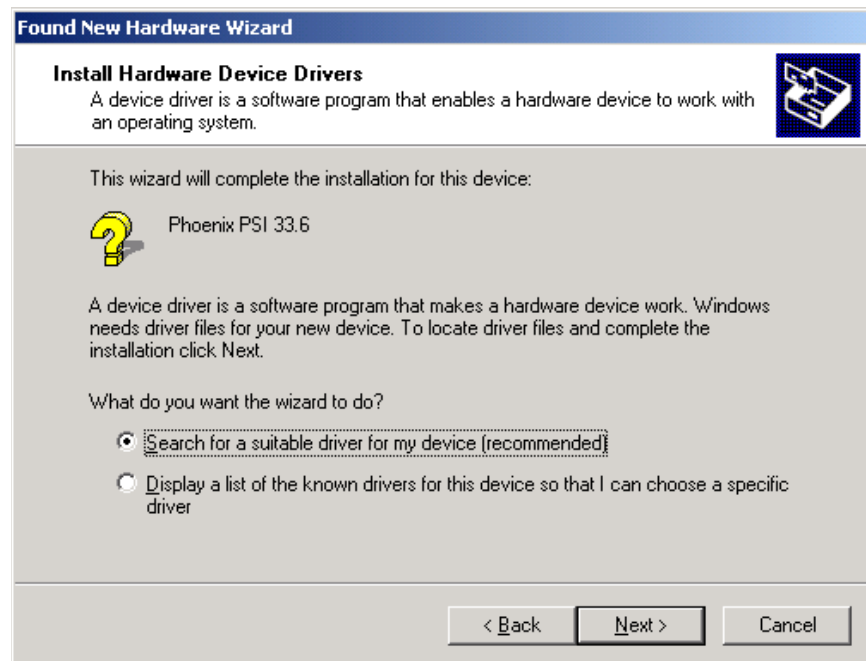 Found New Hardware Wizard
Install Hardware Device Drivers
A device driver is a software program that enables a hardware device to work with
an operating system.
This wizard will complete the installation for this device:
Phoenix PSI 33.6
A device driver is a software program that makes a hardware device work. Windows
needs driver files for your new device. To locate driver files and complete the
installation click Next.
What do you want the wizard to do?
Search for a suitable driver for my device (recommended)
Display a list of the known drivers for this device so that I can choose a specific
driver
< Back Next > Cancel